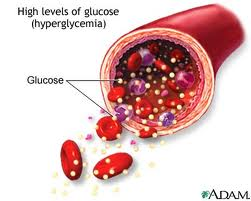 High levels of glucose
(hyperglycemia)
Glucose
ADAM